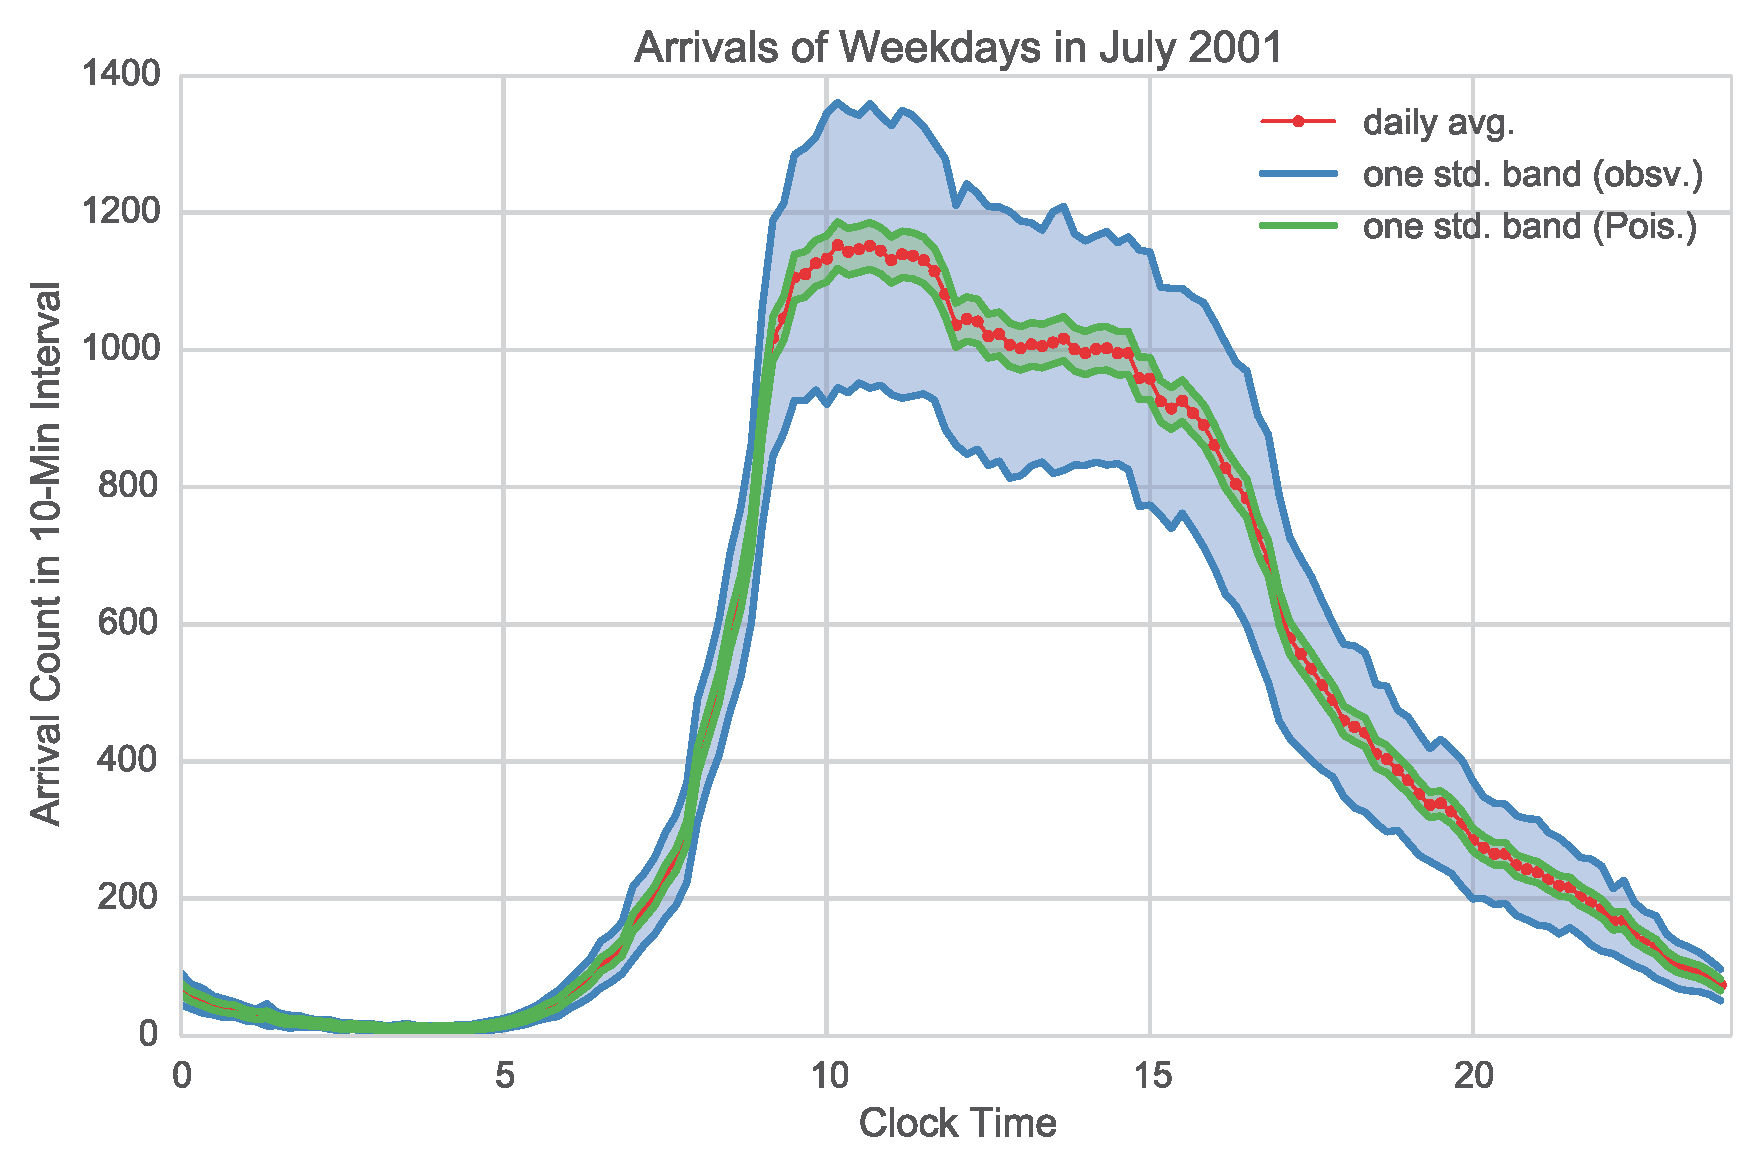 Arrivals of Weekdays in July 2001
1400
1200
1000
800
600
400
200
0
Arrival Count in 10-Min Interval
daily avg.
one std. band (obsv.)
one std. band (Pois.)
0 5 10 15 20
Clock Time